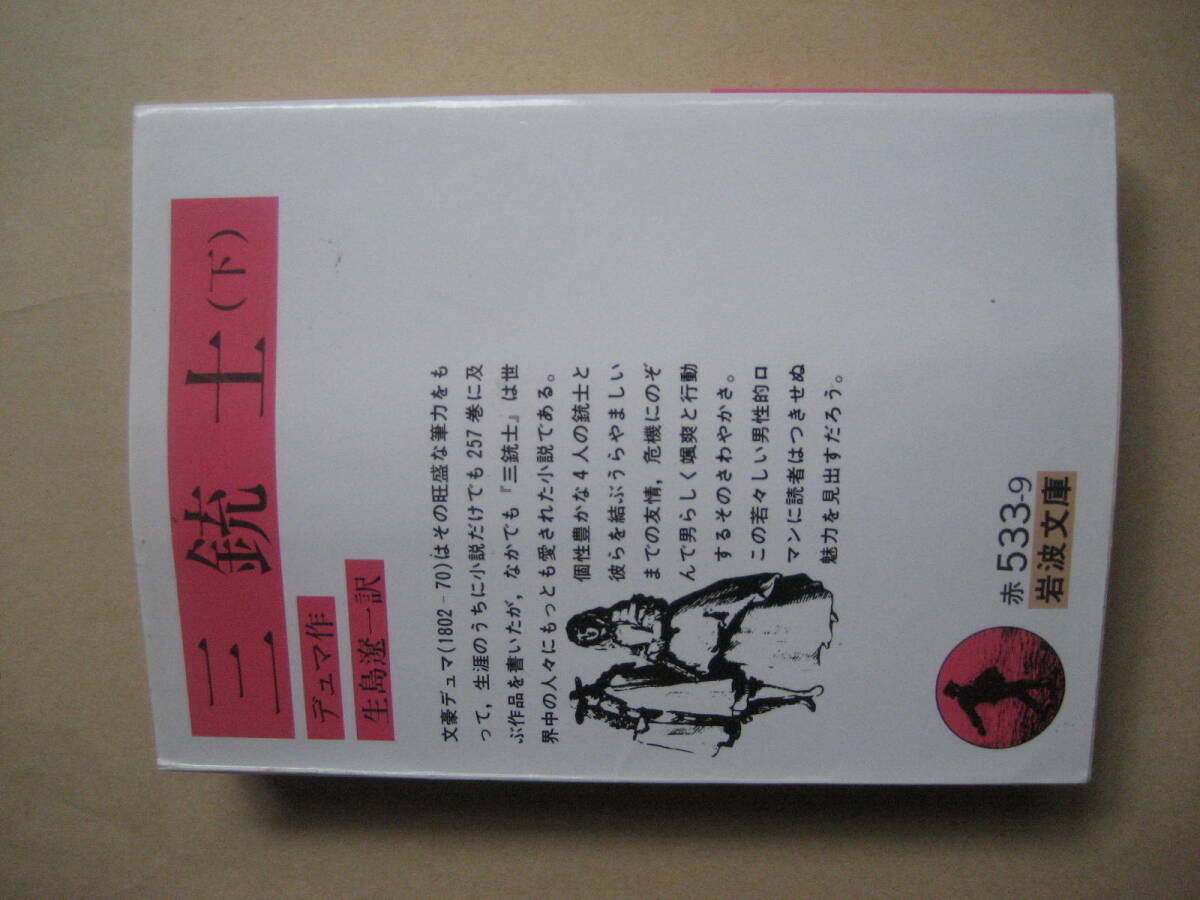 三銃士(下)
デュマ作
生島遼一訳
文豪デュマ(1802-70)はその旺盛な筆力をも
って，生涯のうちに小説だけでも257巻に及
ぶ作品を書いたが，なかでも『三銃士』は世
界中の人々にもっとも愛された小説である。
個性豊かな4人の銃士と
彼らを結ぶうらやましい
までの友情，危機にのぞ
んで男らしく颯爽と行動
するそのさわやかさ。
この若々しい男性的ロ
マンに読者はつきせぬ
魅力を見出すだろう。
赤533-9
岩波文庫